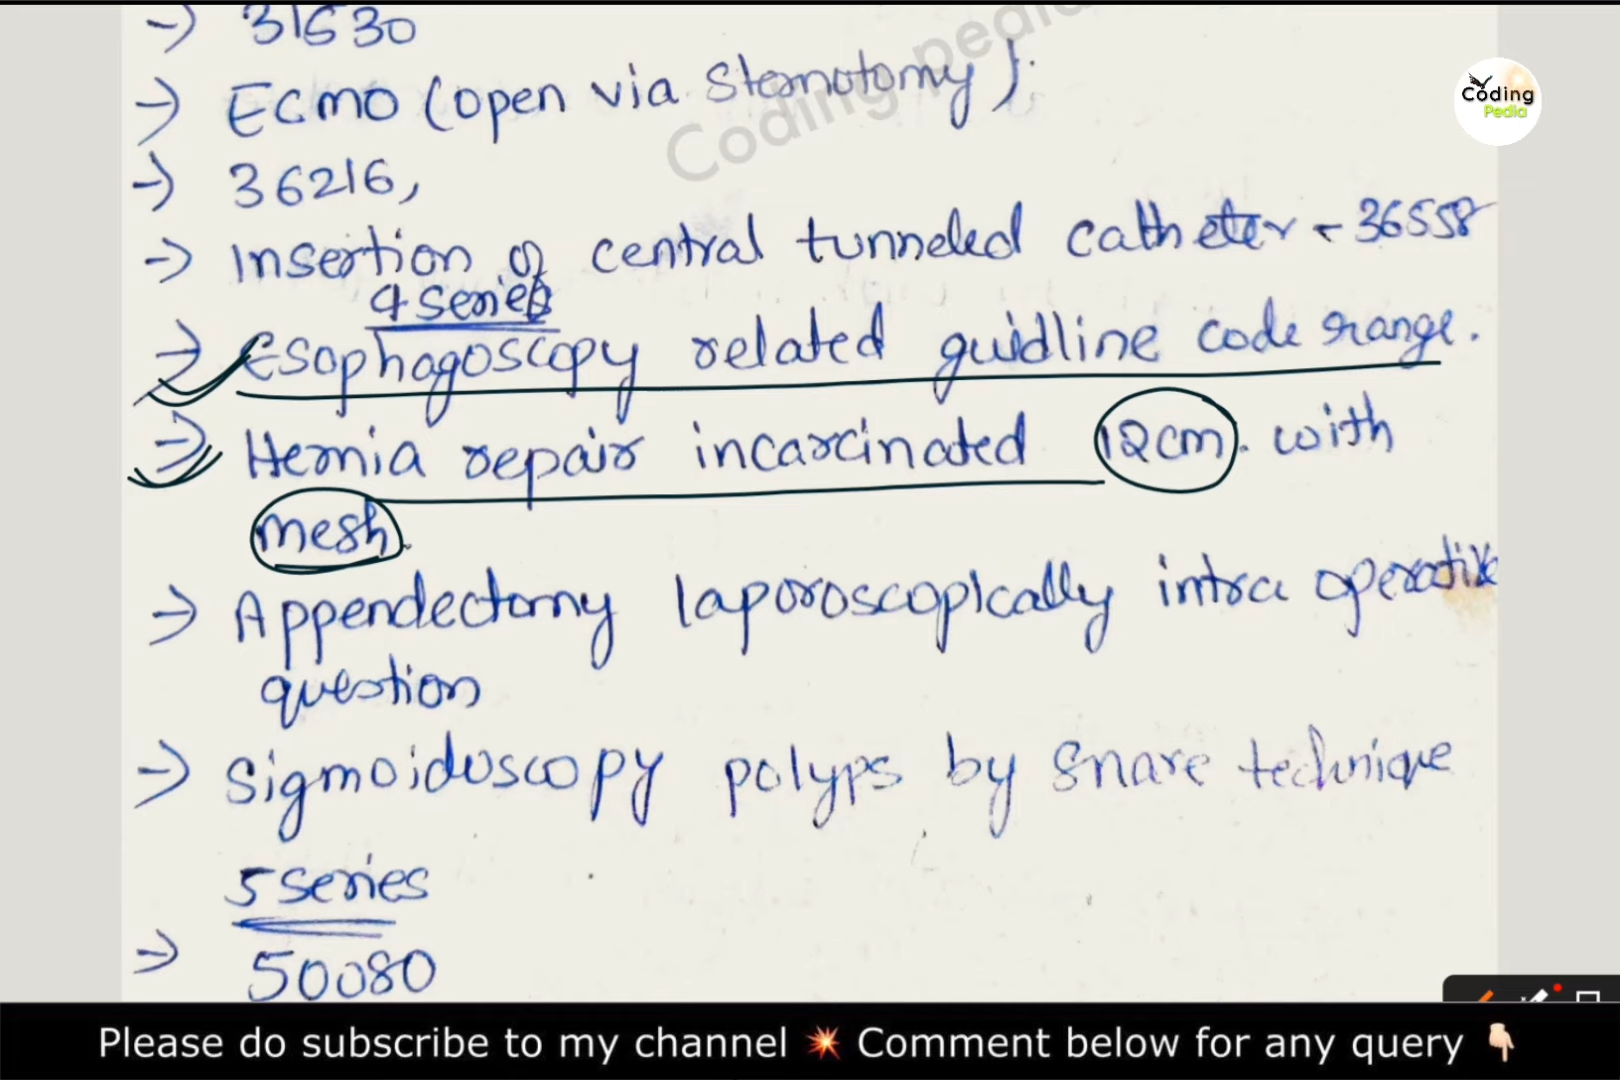 -> 31630
-> ECMO (open via Sternotomy).
-> 36216,
-> Insertion of central tunneled catheter - 36558
4 series
-> Esophagoscopy related guidline code range.
-> Hernia repair incarcinated 12cm. with
mesh.
-> Appendectomy laporoscopically intra operative
question
-> Sigmoidoscopy polyps by Snare technique
5 series
-> 50080
Coding pedia
Coding
Pedia
Please do subscribe to my channel 💥 Comment below for any query 👇🏻